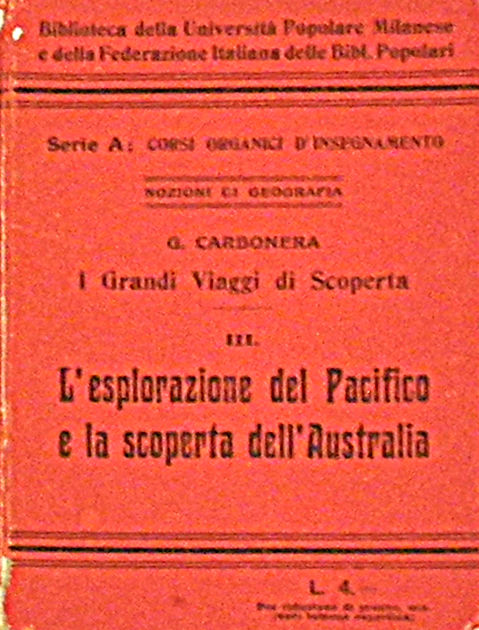 Biblioteca della Università Popolare Milanese
e della Federazione Italiana delle Bibl. Popolari
Serie A: CORSI ORGANICI D'INSEGNAMENTO
NOZIONI DI GEOGRAFIA
G. CARBONERA
I Grandi Viaggi di Scoperta
III.
L'esplorazione del Pacifico
e la scoperta dell'Australia
L. 4.—